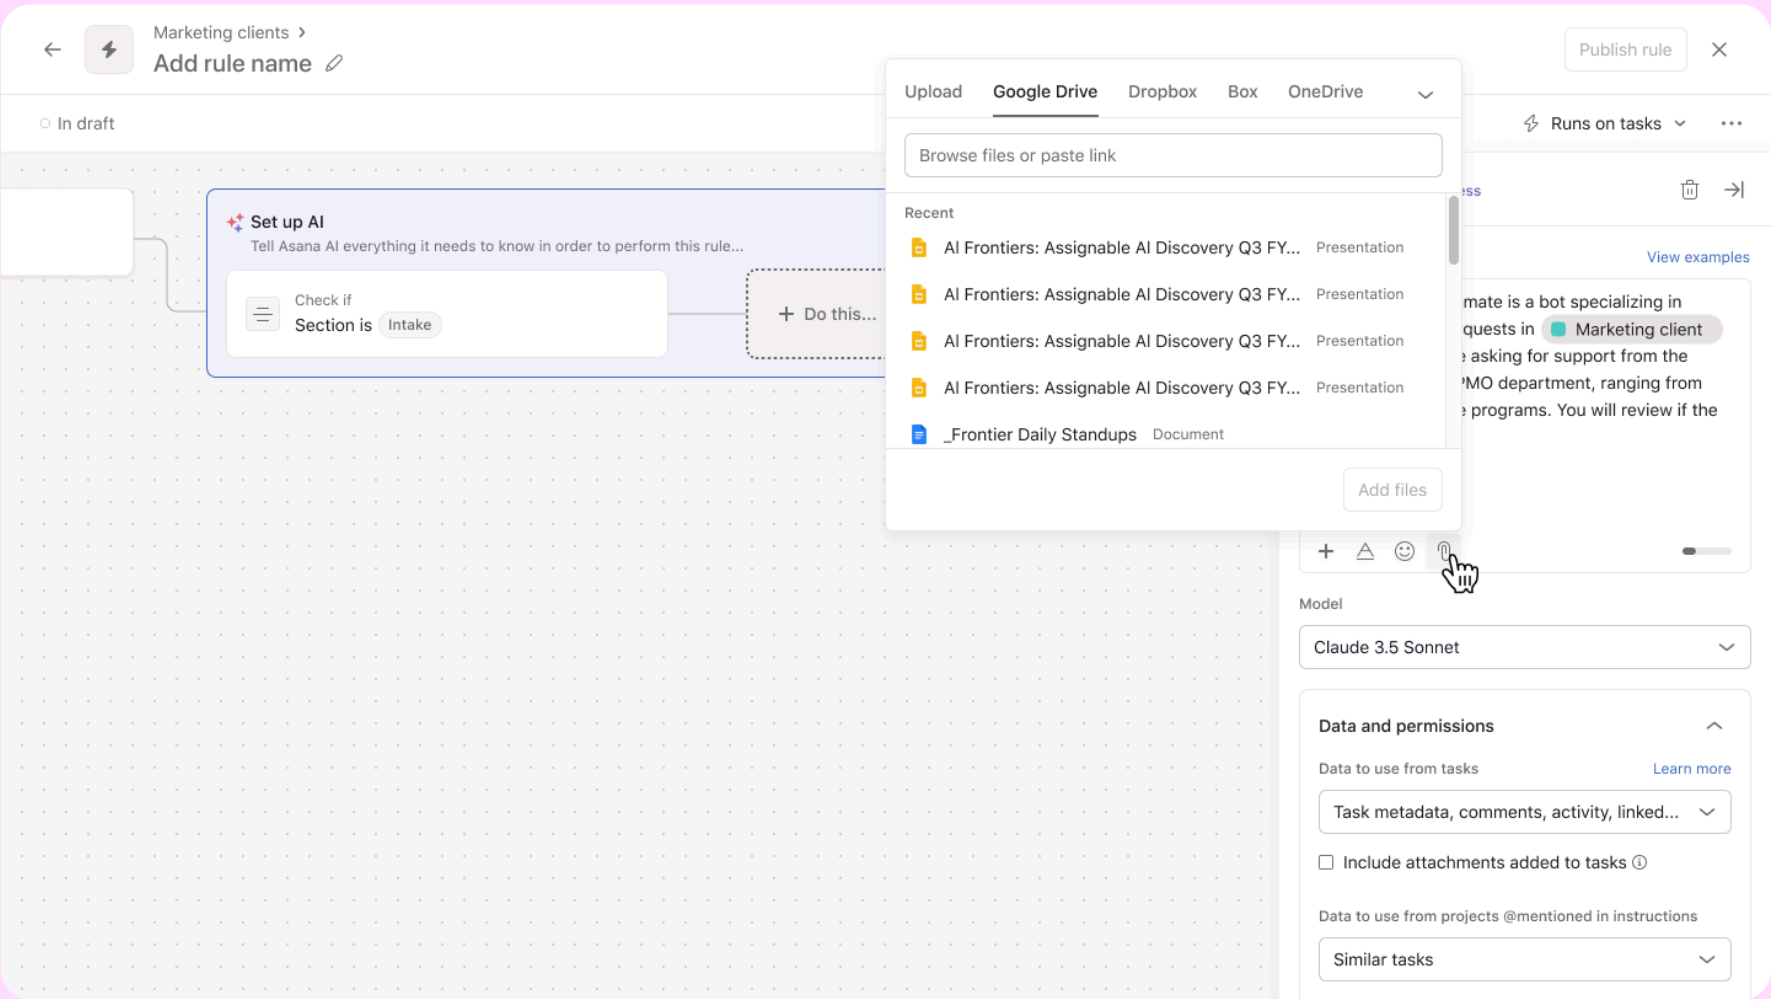 Marketing clients
Add rule name
Publish rule
In draft
Runs on tasks
Upload
Google Drive
Dropbox
Box
OneDrive
Browse files or paste link
Recent
AI Frontiers: Assignable AI Discovery Q3 FY... Presentation
AI Frontiers: Assignable AI Discovery Q3 FY... Presentation
AI Frontiers: Assignable AI Discovery Q3 FY... Presentation
AI Frontiers: Assignable AI Discovery Q3 FY... Presentation
_Frontier Daily Standups Document
Add files
Set up AI
Tell Asana AI everything it needs to know in order to perform this rule...
Check if
Section is Intake
Do this...
ess
View examples
mate is a bot specializing in
quests in Marketing client
e asking for support from the
PMO department, ranging from
e programs. You will review if the
Model
Claude 3.5 Sonnet
Data and permissions
Data to use from tasks
Learn more
Task metadata, comments, activity, linked...
Include attachments added to tasks
Data to use from projects @mentioned in instructions
Similar tasks